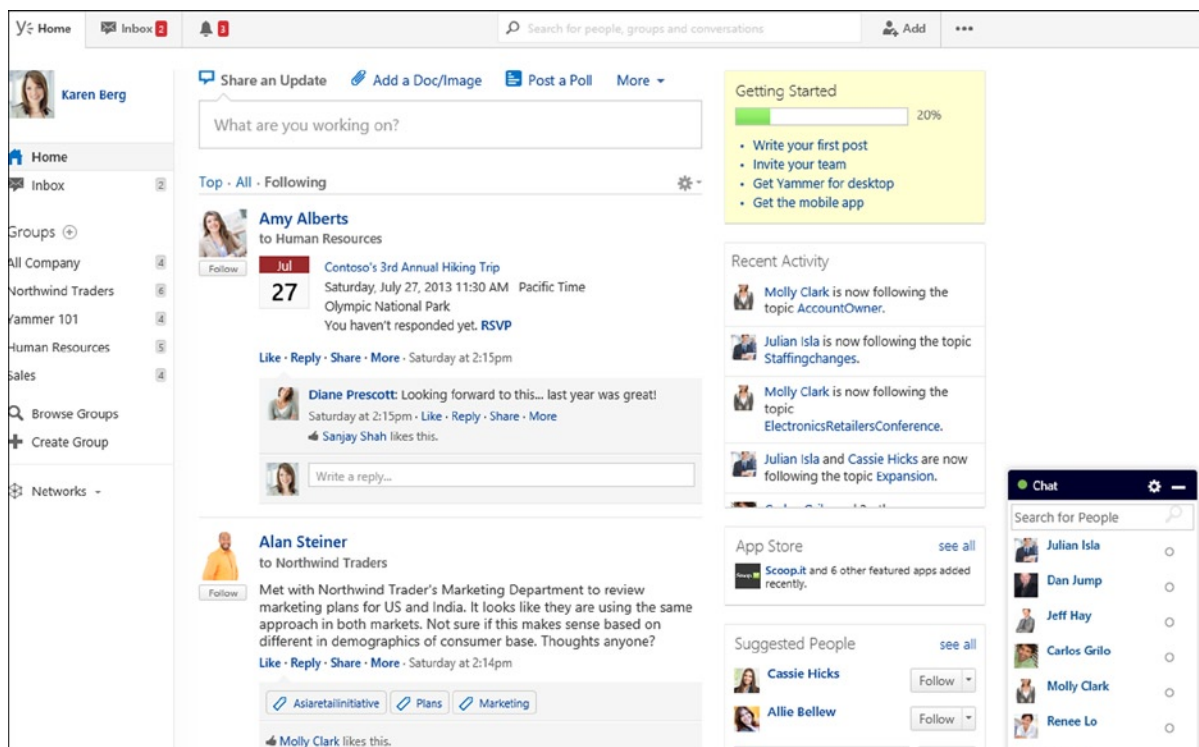 Home
Inbox 2
3
Search for people, groups and conversations
Add
Karen Berg
Home
Inbox 2
Groups
All Company 4
Northwind Traders 6
Yammer 101 4
Human Resources 5
Sales 4
Browse Groups
Create Group
Networks
Share an Update Add a Doc/Image Post a Poll More
What are you working on?
Top · All · Following
Amy Alberts
to Human Resources
Follow
Jul
27
Contoso's 3rd Annual Hiking Trip
Saturday, July 27, 2013 11:30 AM Pacific Time
Olympic National Park
You haven't responded yet. RSVP
Like · Reply · Share · More · Saturday at 2:15pm
Diane Prescott: Looking forward to this... last year was great!
Saturday at 2:15pm · Like · Reply · Share · More
Sanjay Shah likes this.
Write a reply...
Alan Steiner
to Northwind Traders
Follow
Met with Northwind Trader's Marketing Department to review
marketing plans for US and India. It looks like they are using the same
approach in both markets. Not sure if this makes sense based on
different in demographics of consumer base. Thoughts anyone?
Like · Reply · Share · More · Saturday at 2:14pm
Asiaretailinitiative Plans Marketing
Molly Clark likes this.
Getting Started
20%
• Write your first post
• Invite your team
• Get Yammer for desktop
• Get the mobile app
Recent Activity
Molly Clark is now following the
topic AccountOwner.
Julian Isla is now following the topic
Staffingchanges.
Molly Clark is now following the
topic
ElectronicsRetailersConference.
Julian Isla and Cassie Hicks are now
following the topic Expansion.
App Store see all
Scoop.it and 6 other featured apps added
recently.
Suggested People see all
Cassie Hicks Follow
Allie Bellew Follow
Chat
Search for People
Julian Isla
Dan Jump
Jeff Hay
Carlos Grilo
Molly Clark
Renee Lo